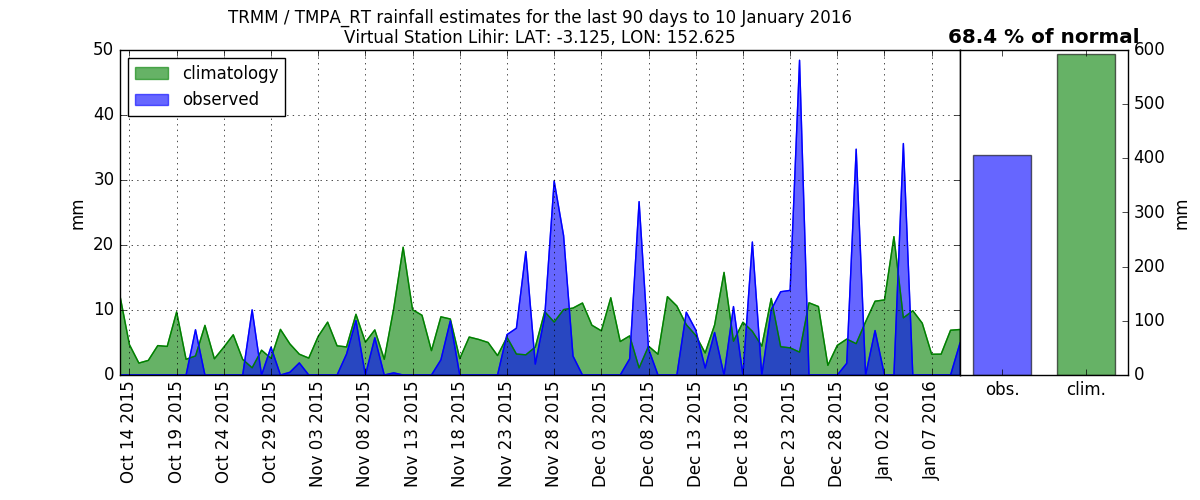 TRMM / TMPA_RT rainfall estimates for the last 90 days to 10 January 2016
Virtual Station Lihir: LAT: -3.125, LON: 152.625
68.4 % of normal
climatology
observed
50
40
30
20
10
0
mm
600
500
400
300
200
100
0
mm
Oct 14 2015
Oct 19 2015
Oct 24 2015
Oct 29 2015
Nov 03 2015
Nov 08 2015
Nov 13 2015
Nov 18 2015
Nov 23 2015
Nov 28 2015
Dec 03 2015
Dec 08 2015
Dec 13 2015
Dec 18 2015
Dec 23 2015
Dec 28 2015
Jan 02 2016
Jan 07 2016
obs.
clim.